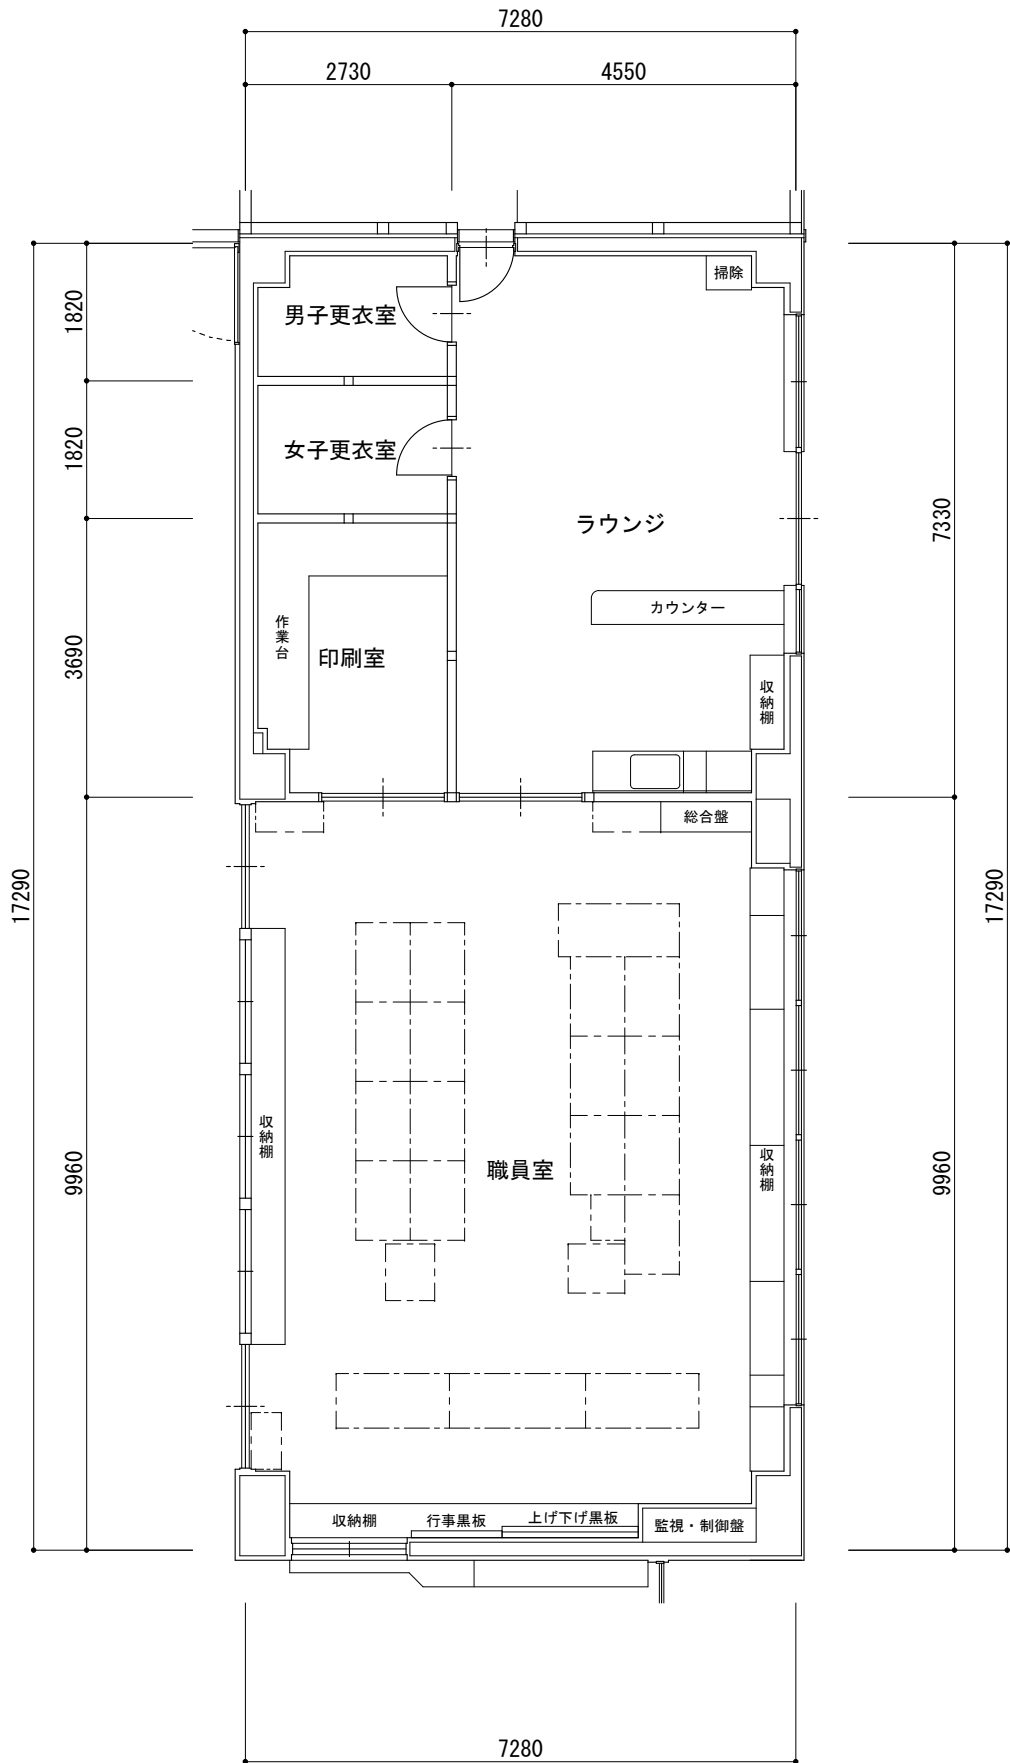 7280
2730
4550
掃除
1820
男子更衣室
1820
女子更衣室
ラウンジ
7330
カウンター
作業台
印刷室
3690
収納棚
総合盤
17290
17290
収納棚
収納棚
職員室
9960
9960
収納棚
行事黒板
上げ下げ黒板
監視・制御盤
7280